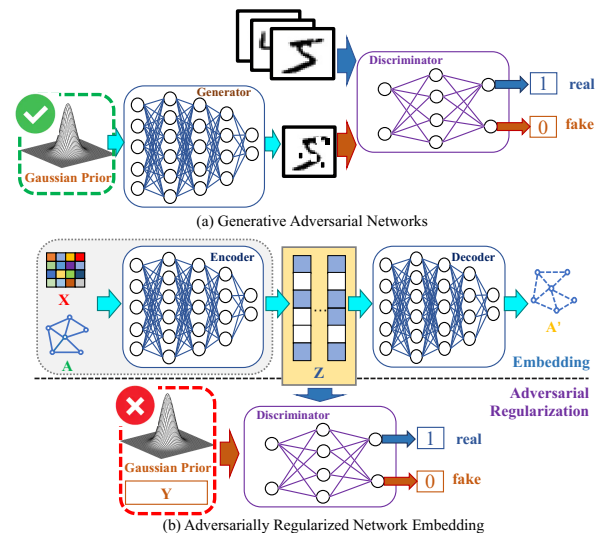 Discriminator
1 real
0 fake
Generator
Gaussian Prior
(a) Generative Adversarial Networks
Encoder
Decoder
X
A
...
Z
A'
Embedding
Adversarial
Regularization
Discriminator
1 real
0 fake
Gaussian Prior
Y
(b) Adversarially Regularized Network Embedding